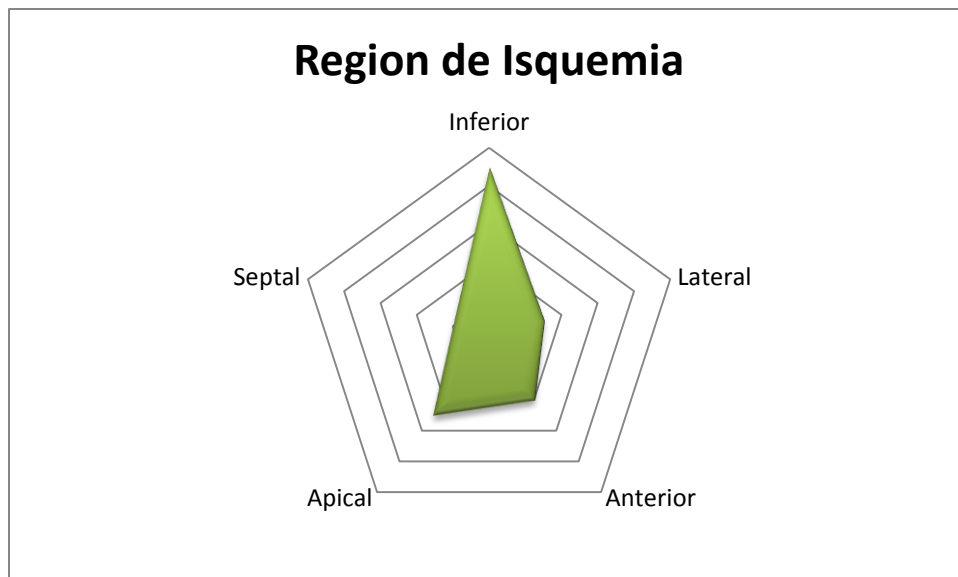 Region de Isquemia
Inferior
Septal
Lateral
Apical
Anterior